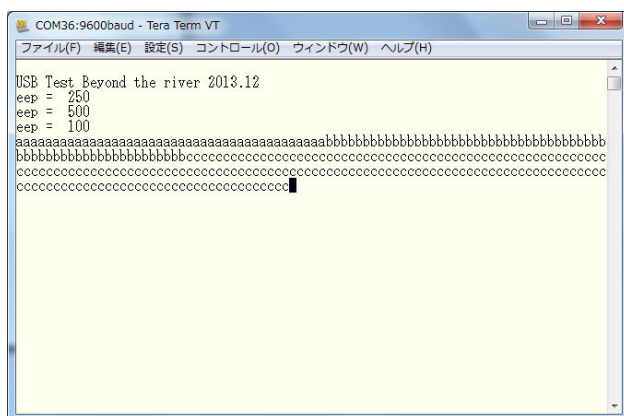 COM36:9600baud - Tera Term VT
ファイル(F) 編集(E) 設定(S) コントロール(O) ウィンドウ(W) ヘルプ(H)
USB Test Beyond the river 2013.12
eep =  250
eep =  500
eep =  100
aaaaaaaaaaaaaaaaaaaaaaaaaaaaaaaaaaaaaaaaaabbbbbbbbbbbbbbbbbbbbbbbbbbbbbbbbbbbbbb
bbbbbbbbbbbbbbbbbbbbbbbccccccccccccccccccccccccccccccccccccccccccccccccccccccccc
cccccccccccccccccccccccccccccccccccccccccccccccccccccccccccccccccccccccccccccccc
ccccccccccccccccccccccccccccccccccccc